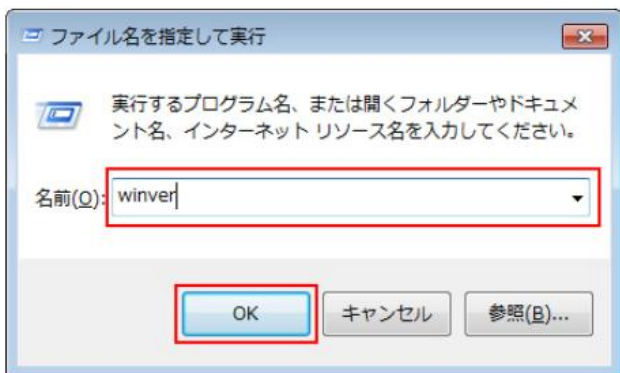 ファイル名を指定して実行
実行するプログラム名、または開くフォルダーやドキュメ
ント名、インターネット リソース名を入力してください。
名前(O): winver
OK キャンセル 参照(B)...